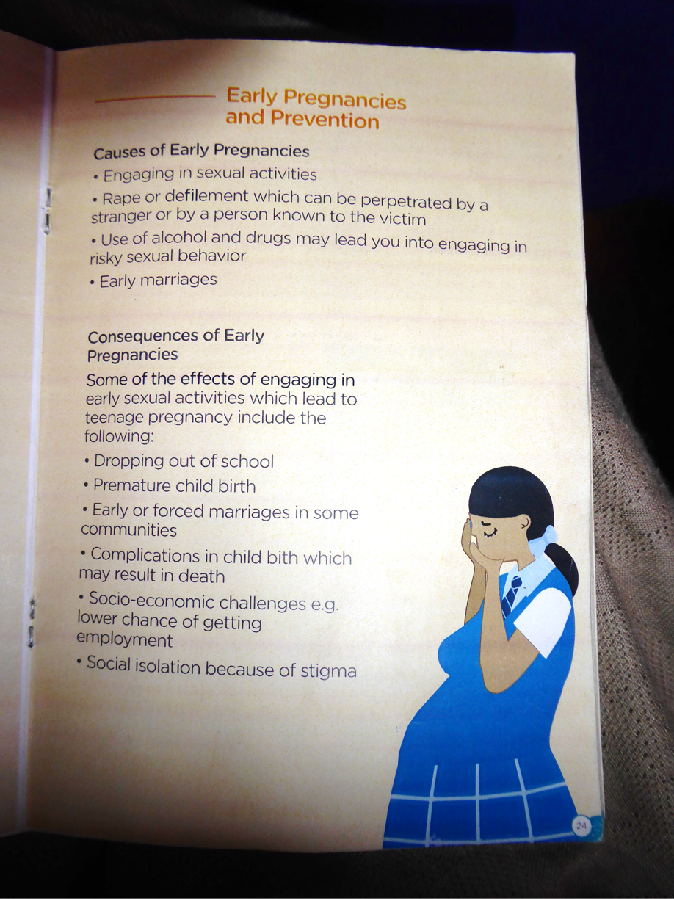 Early Pregnancies
and Prevention
Causes of Early Pregnancies
• Engaging in sexual activities
• Rape or defilement which can be perpetrated by a
stranger or by a person known to the victim
• Use of alcohol and drugs may lead you into engaging in
risky sexual behavior
• Early marriages
Consequences of Early
Pregnancies
Some of the effects of engaging in
early sexual activities which lead to
teenage pregnancy include the
following:
• Dropping out of school
• Premature child birth
• Early or forced marriages in some
communities
• Complications in child bith which
may result in death
• Socio-economic challenges e.g.
lower chance of getting
employment
• Social isolation because of stigma
24